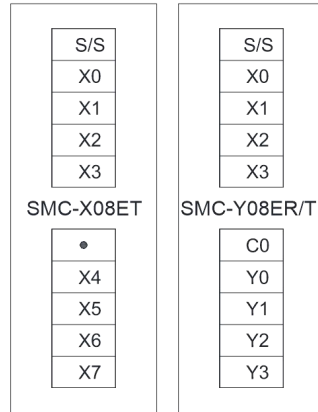 S/S
X0
X1
X2
X3
SMC-X08ET
●
X4
X5
X6
X7
S/S
X0
X1
X2
X3
SMC-Y08ER/T
C0
Y0
Y1
Y2
Y3